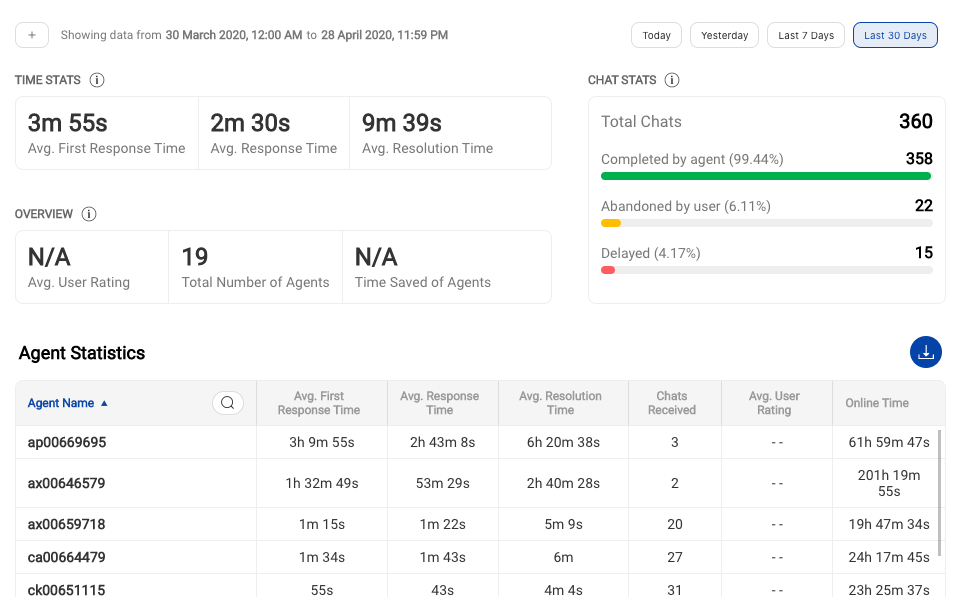 + Showing data from 30 March 2020, 12:00 AM to 28 April 2020, 11:59 PM Today Yesterday Last 7 Days Last 30 Days
TIME STATS
3m 55s 2m 30s 9m 39s
Avg. First Response Time Avg. Response Time Avg. Resolution Time
OVERVIEW
N/A 19 N/A
Avg. User Rating Total Number of Agents Time Saved of Agents
CHAT STATS
Total Chats 360
Completed by agent (99.44%) 358
Abandoned by user (6.11%) 22
Delayed (4.17%) 15
Agent Statistics
Agent Name ▲ Avg. First Response Time Avg. Response Time Avg. Resolution Time Chats Received Avg. User Rating Online Time
ap00669695 3h 9m 55s 2h 43m 8s 6h 20m 38s 3 - - 61h 59m 47s
ax00646579 1h 32m 49s 53m 29s 2h 40m 28s 2 - - 201h 19m 55s
ax00659718 1m 15s 1m 22s 5m 9s 20 - - 19h 47m 34s
ca00664479 1m 34s 1m 43s 6m 27 - - 24h 17m 45s
ck00651115 55s 43s 4m 4s 31 - - 23h 25m 37s